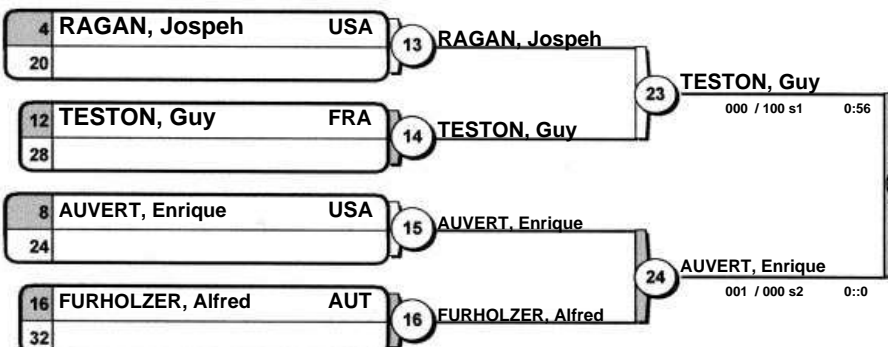 4 RAGAN, Jospeh USA
20
13 RAGAN, Jospeh
12 TESTON, Guy FRA
28
14 TESTON, Guy
23 TESTON, Guy
000 / 100 s1 0:56
8 AUVERT, Enrique USA
24
15 AUVERT, Enrique
16 FURHOLZER, Alfred AUT
32
16 FURHOLZER, Alfred
24 AUVERT, Enrique
001 / 000 s2 0::0